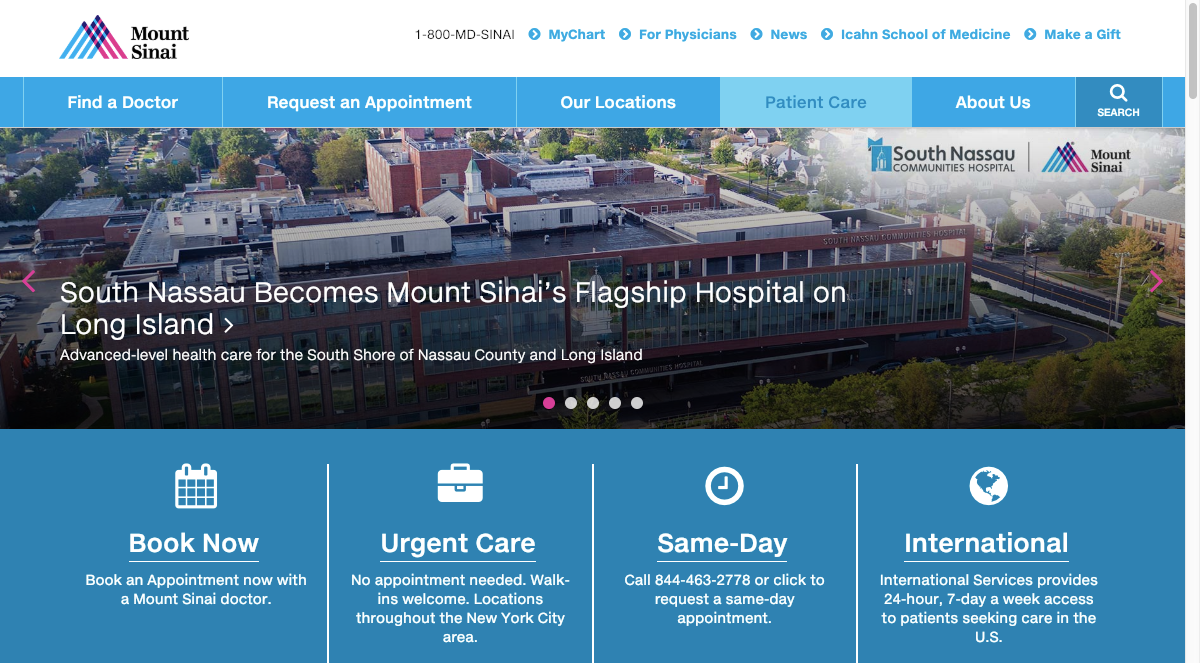 Mount
Sinai
1-800-MD-SINAI MyChart For Physicians News Icahn School of Medicine Make a Gift
Find a Doctor Request an Appointment Our Locations Patient Care About Us SEARCH
South Nassau
COMMUNITIES HOSPITAL
Mount
Sinai
SOUTH NASSAU COMMUNITIES HOSPITAL
South Nassau Becomes Mount Sinai’s Flagship Hospital on
Long Island
Advanced-level health care for the South Shore of Nassau County and Long Island
SOUTH NASSAU COMMUNITIES HOSPITAL
Book Now
Book an Appointment now with
a Mount Sinai doctor.
Urgent Care
No appointment needed. Walk-
ins welcome. Locations
throughout the New York City
area.
Same-Day
Call 844-463-2778 or click to
request a same-day
appointment.
International
International Services provides
24-hour, 7-day a week access
to patients seeking care in the
U.S.